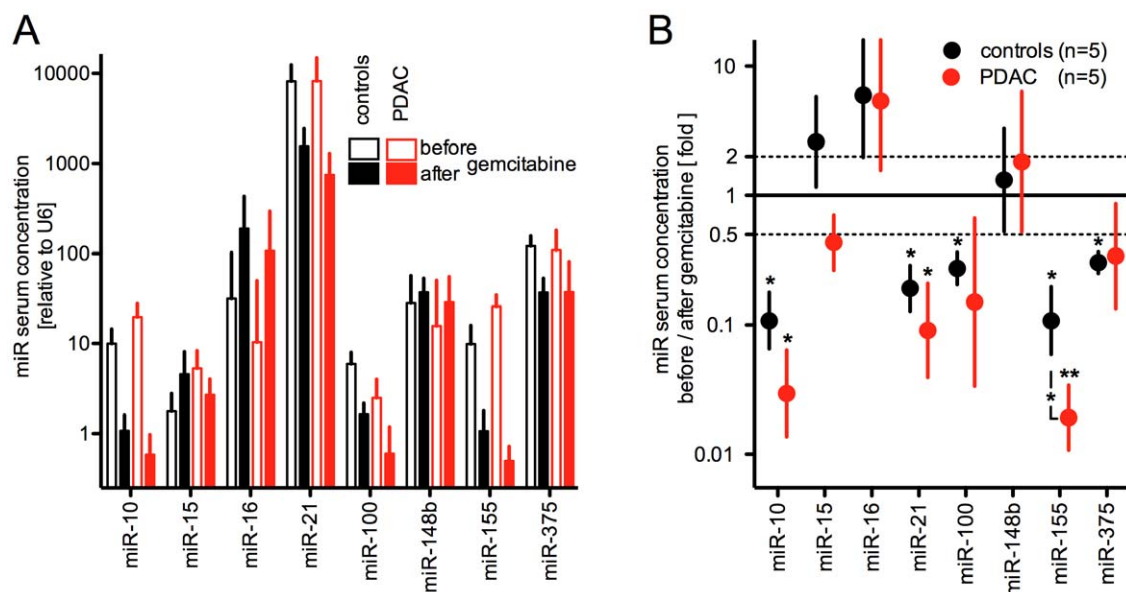 A
miR serum concentration
[relative to U6]
10000
1000
100
10
1
controls
PDAC
before
after
gemcitabine
miR-10
miR-15
miR-16
miR-21
miR-100
miR-148b
miR-155
miR-375
B
miR serum concentration
before / after gemcitabine [ fold ]
10
2
1
0.5
0.1
0.01
controls (n=5)
PDAC (n=5)
*
*
*
*
*
*
*
**
*
miR-10
miR-15
miR-16
miR-21
miR-100
miR-148b
miR-155
miR-375